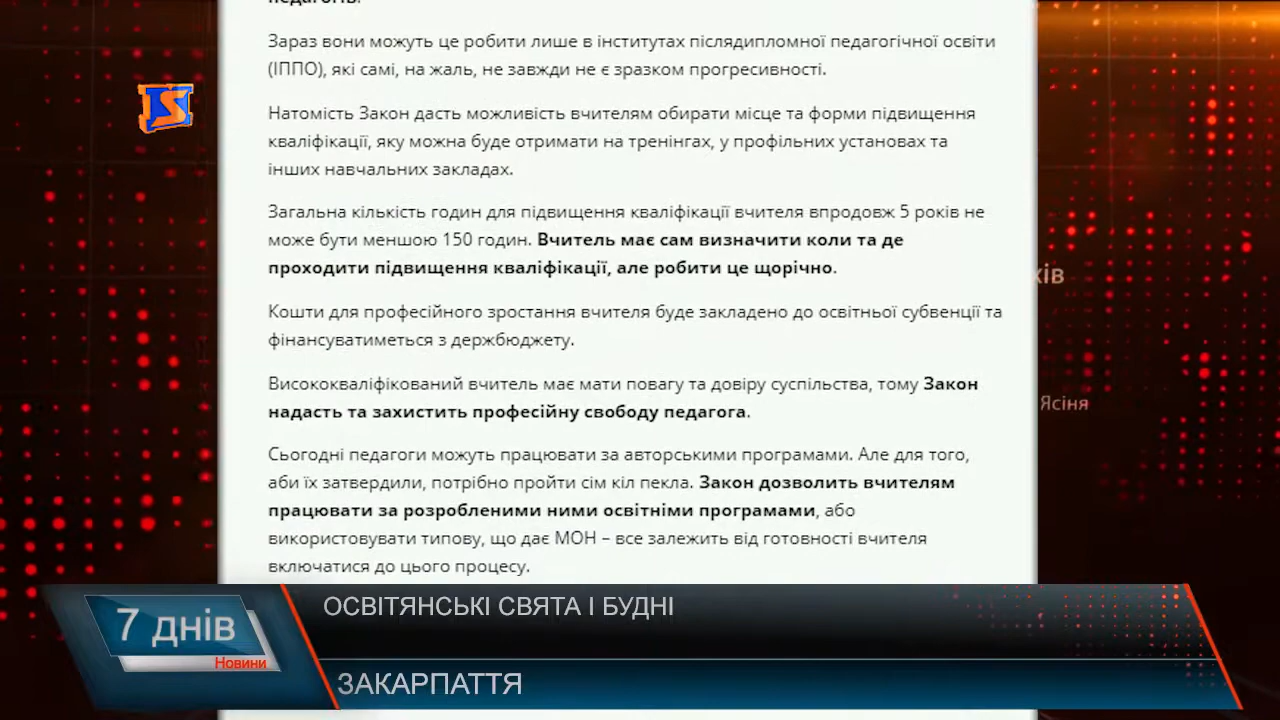 педагогів.
Зараз вони можуть це робити лише в інститутах післядипломної педагогічної освіти
(ІППО), які самі, на жаль, не завжди не є зразком прогресивності.
Натомість Закон дасть можливість вчителям обирати місце та форми підвищення
кваліфікації, яку можна буде отримати на тренінгах, у профільних установах та
інших навчальних закладах.
Загальна кількість годин для підвищення кваліфікації вчителя впродовж 5 років не
може бути меншою 150 годин. Вчитель має сам визначити коли та де
проходити підвищення кваліфікації, але робити це щорічно.
Кошти для професійного зростання вчителя буде закладено до освітньої субвенції та
фінансуватиметься з держбюджету.
Висококваліфікований вчитель має мати повагу та довіру суспільства, тому Закон
надасть та захистить професійну свободу педагога.
Сьогодні педагоги можуть працювати за авторськими програмами. Але для того,
аби їх затвердили, потрібно пройти сім кіл пекла. Закон дозволить вчителям
працювати за розробленими ними освітніми програмами, або
використовувати типову, що дає МОН – все залежить від готовності вчителя
включатися до цього процесу.
Ясіня
7 днів
Новини
ОСВІТЯНСЬКІ СВЯТА І БУДНІ
ЗАКАРПАТТЯ